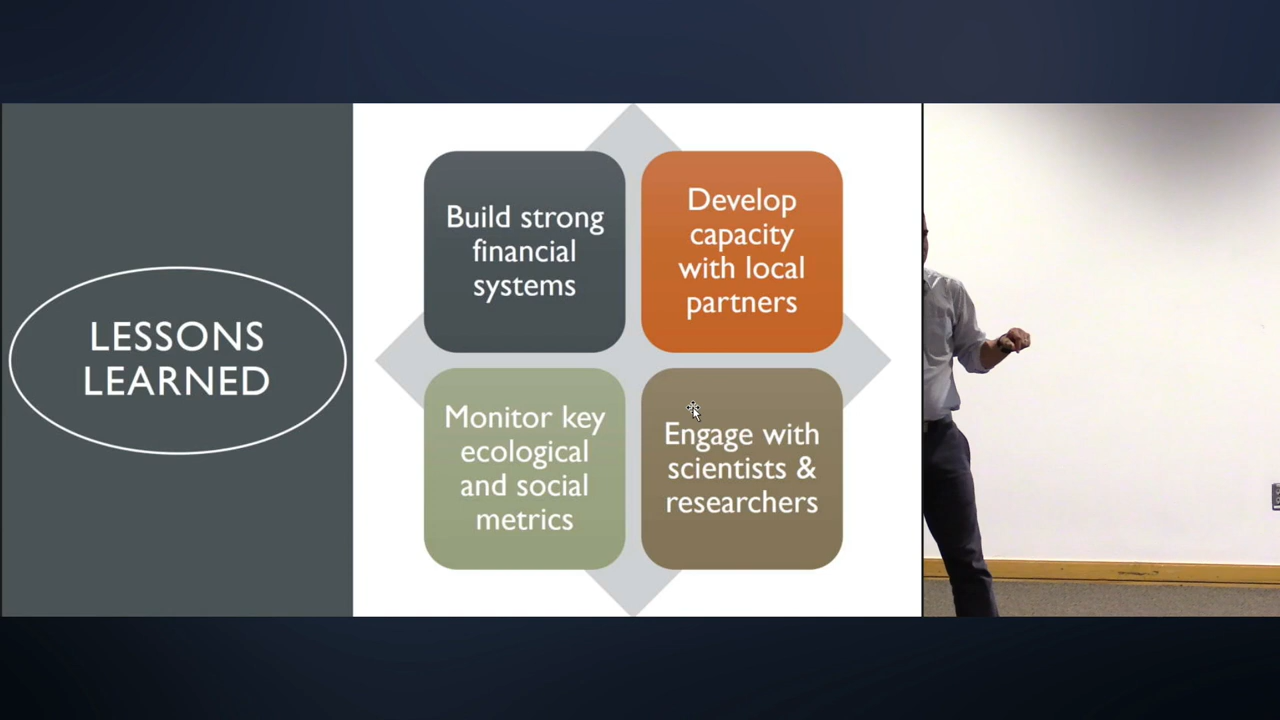 LESSONS
LEARNED
Build strong
financial
systems
Develop
capacity
with local
partners
Monitor key
ecological
and social
metrics
Engage with
scientists &
researchers